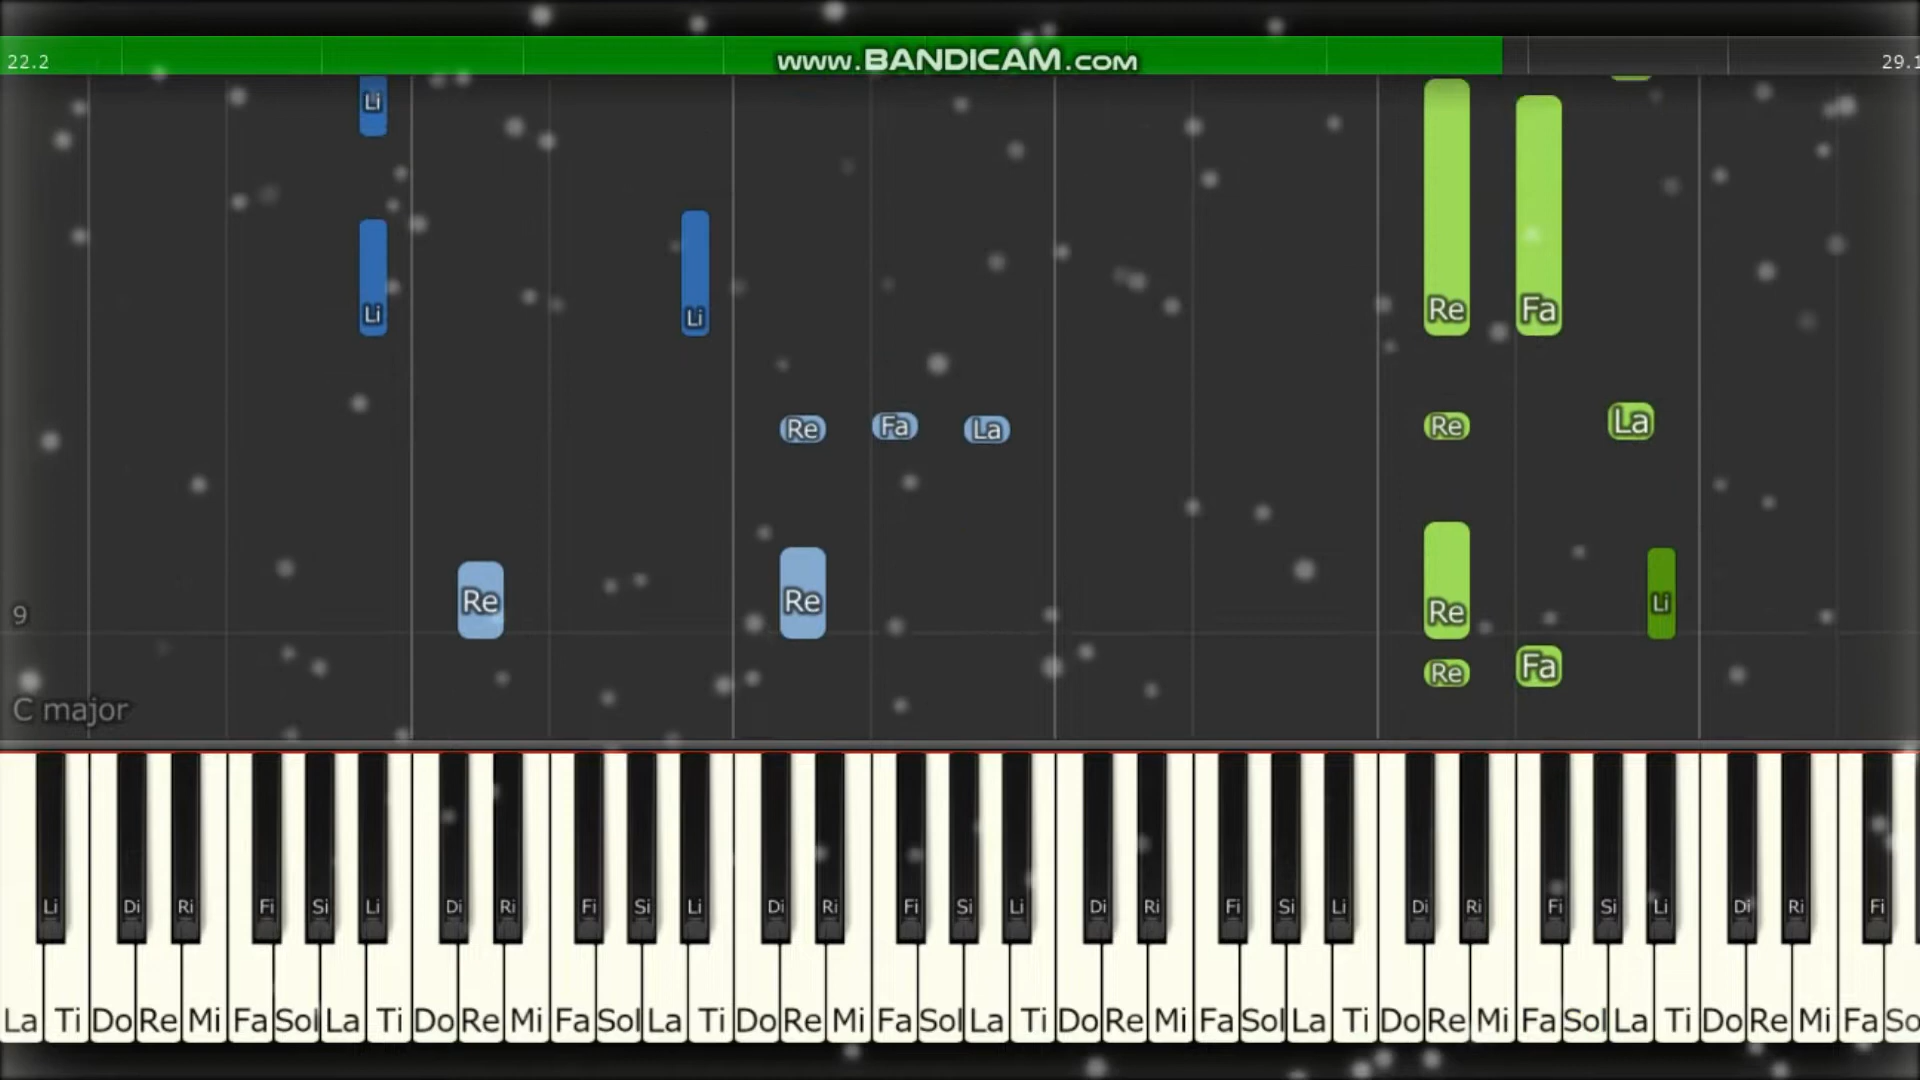 22.2 www.BANDICAM.com 29.1
Li
Li Li Re Fa
Re Fa La Re La
Re Re Re Li
9
Re Fa
C major
Li Di Ri Fi Si Li Di Ri Fi Si Li Di Ri Fi Si Li Di Ri Fi Si Li Di Ri Fi Si Li Di Ri Fi
La Ti Do Re Mi Fa Sol La Ti Do Re Mi Fa Sol La Ti Do Re Mi Fa Sol La Ti Do Re Mi Fa Sol La Ti Do Re Mi Fa Sol La Ti Do Re Mi Fa So